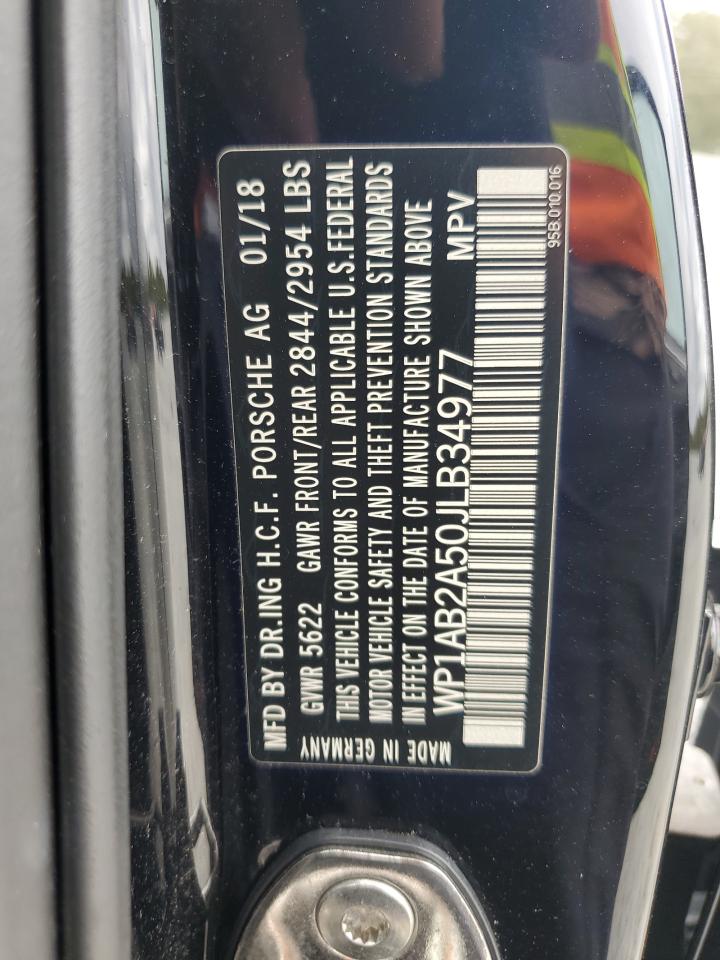 MFD BY DR.ING H.C.F. PORSCHE AG 01/18
GVWR 5622 GAWR FRONT/REAR 2844/2954 LBS
THIS VEHICLE CONFORMS TO ALL APPLICABLE U.S.FEDERAL
MOTOR VEHICLE SAFETY AND THEFT PREVENTION STANDARDS
IN EFFECT ON THE DATE OF MANUFACTURE SHOWN ABOVE
WP1AB2A50JLB34977 MPV
MADE IN GERMANY
95B.010.016